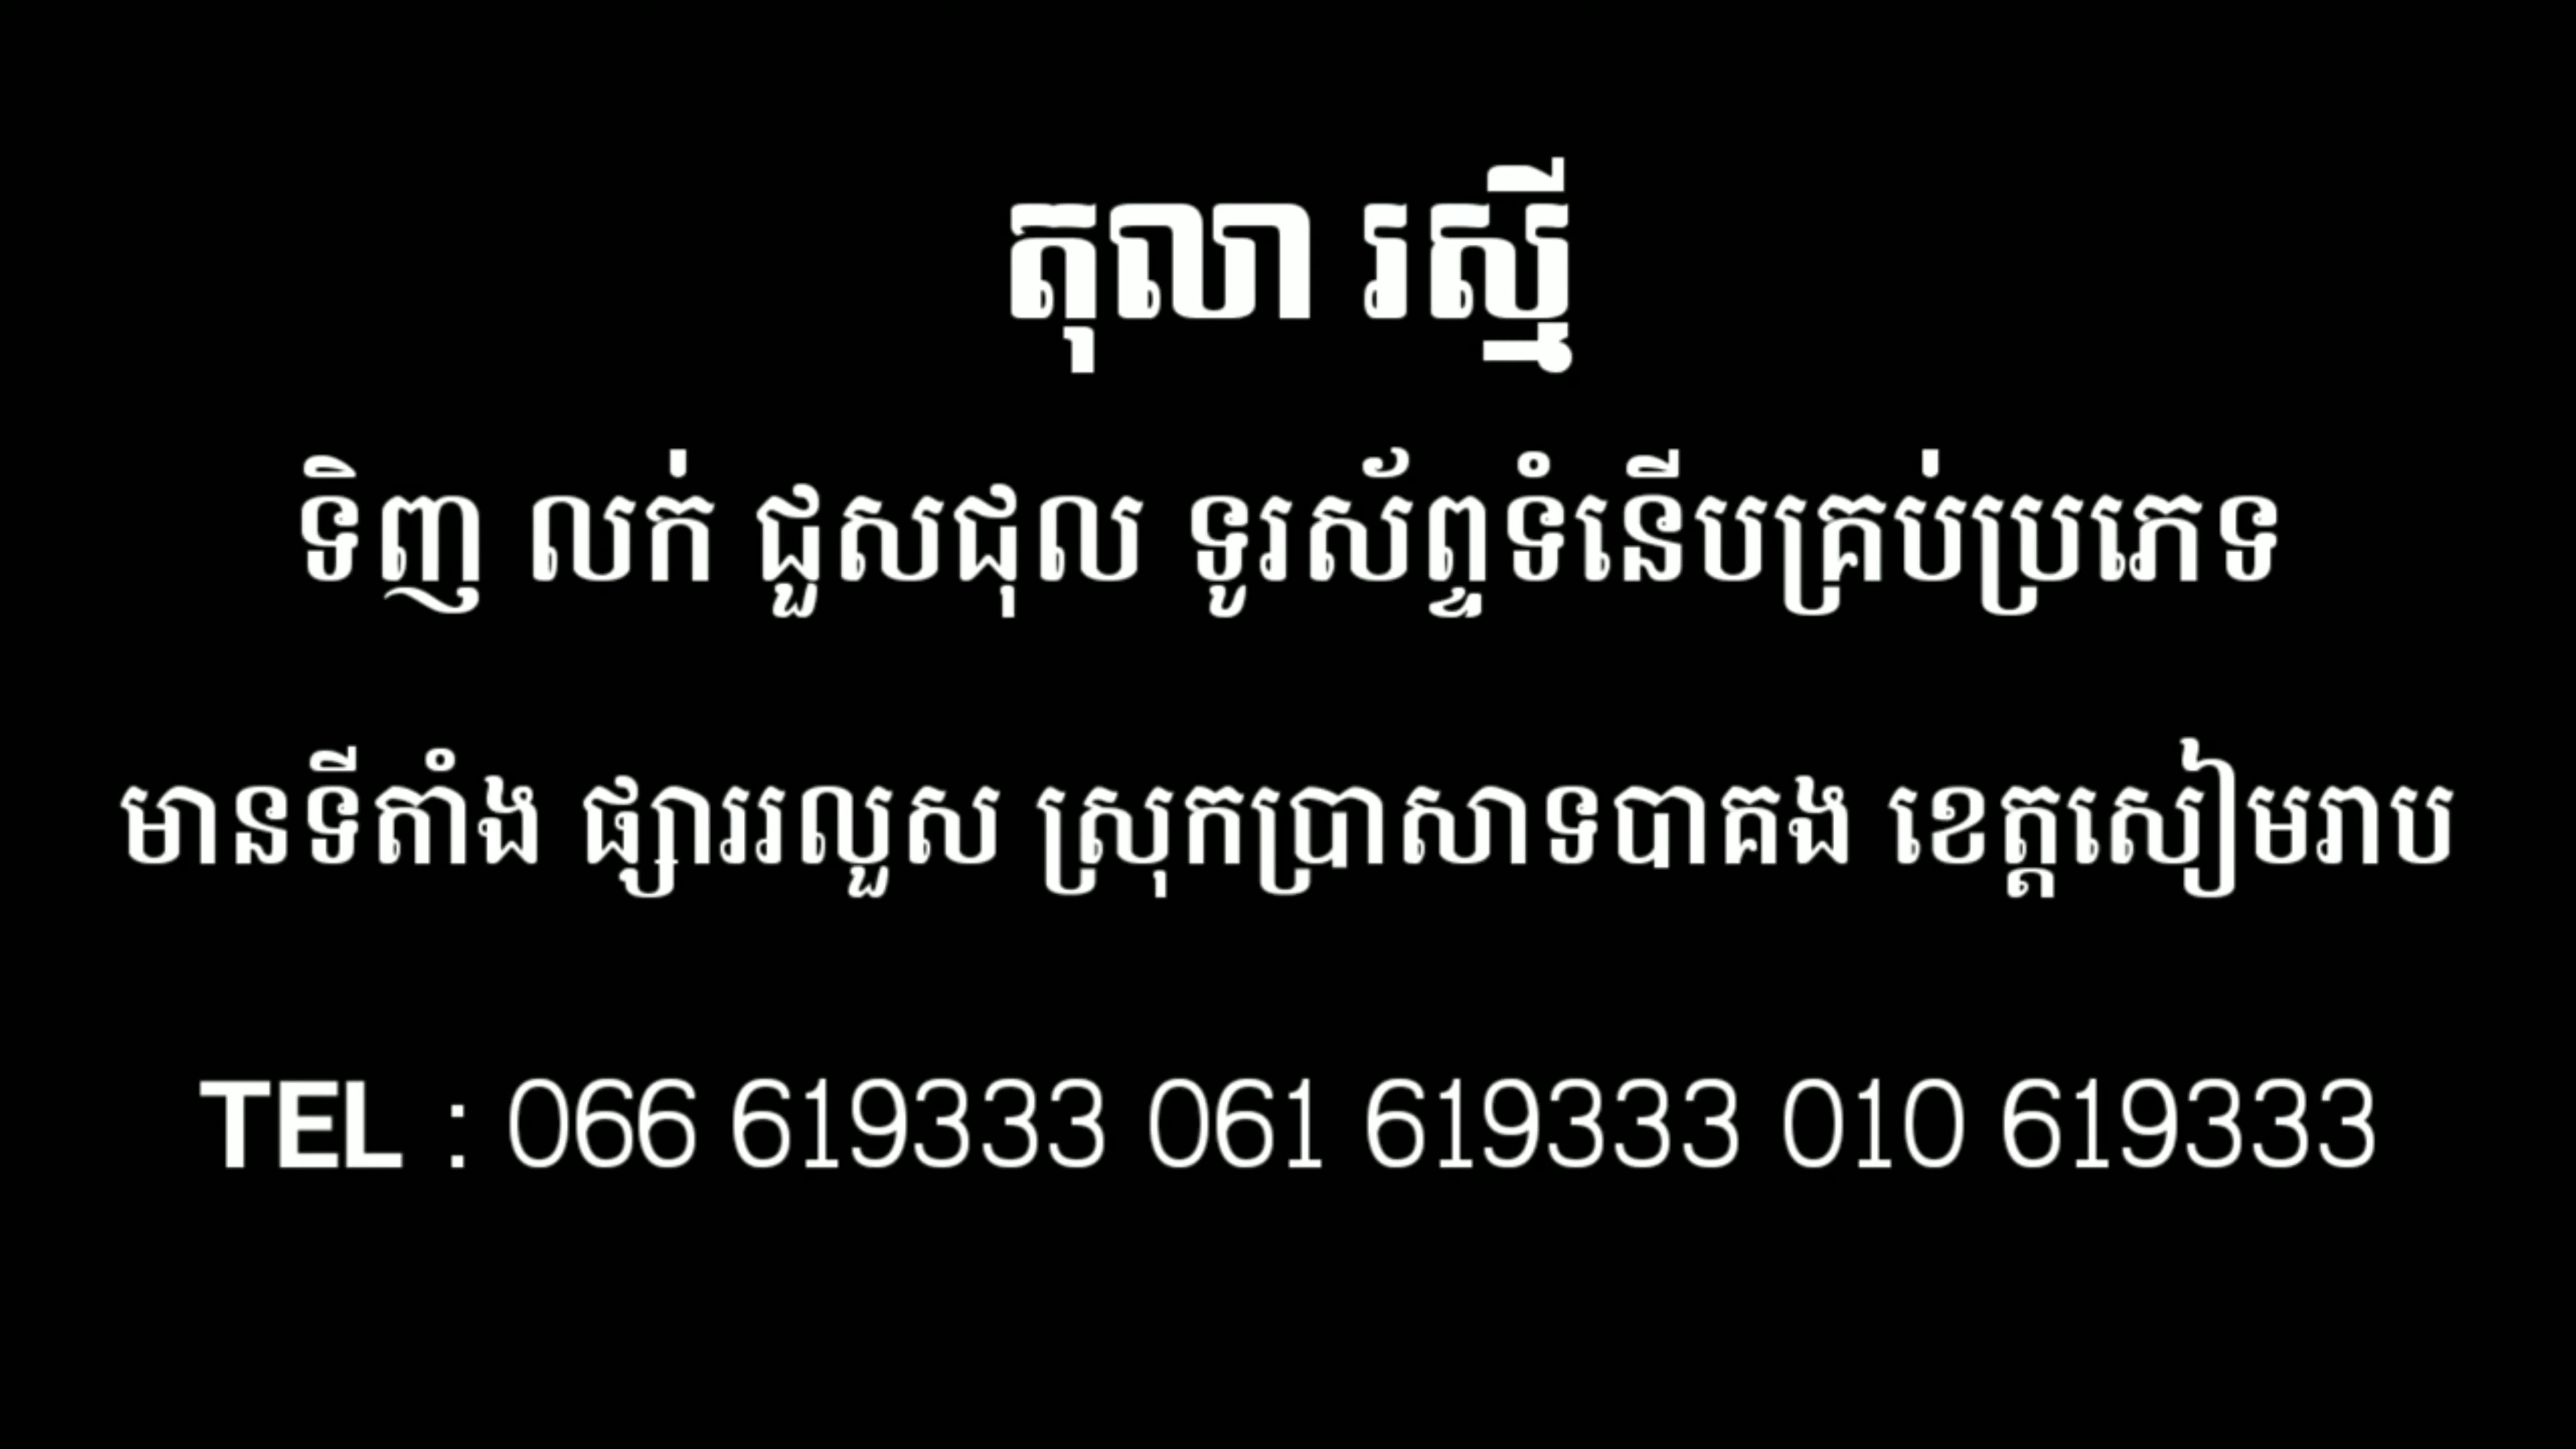 តុលា រស្មី
ទិញ លក់ ជួសជុល ទូរស័ព្ទទំនើបគ្រប់ប្រភេទ
មានទីតាំង ផ្សាររលួស ស្រុកប្រាសាទបាគង ខេត្តសៀមរាប
TEL : 066 619333 061 619333 010 619333